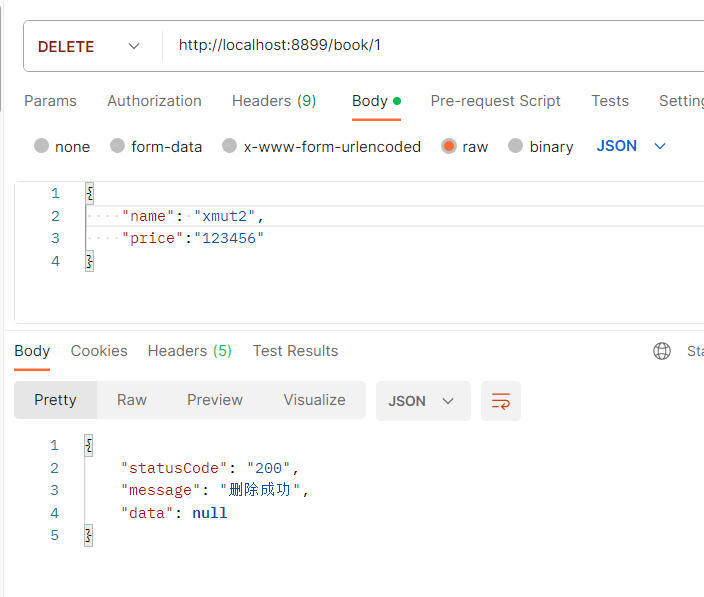 DELETE http://localhost:8899/book/1
Params Authorization Headers (9) Body Pre-request Script Tests Setting
none form-data x-www-form-urlencoded raw binary JSON
1 {
2 "name": "xmut2",
3 "price":"123456"
4 }
Body Cookies Headers (5) Test Results Sta
Pretty Raw Preview Visualize JSON
1 {
2 "statusCode": "200",
3 "message": "删除成功",
4 "data": null
5 }